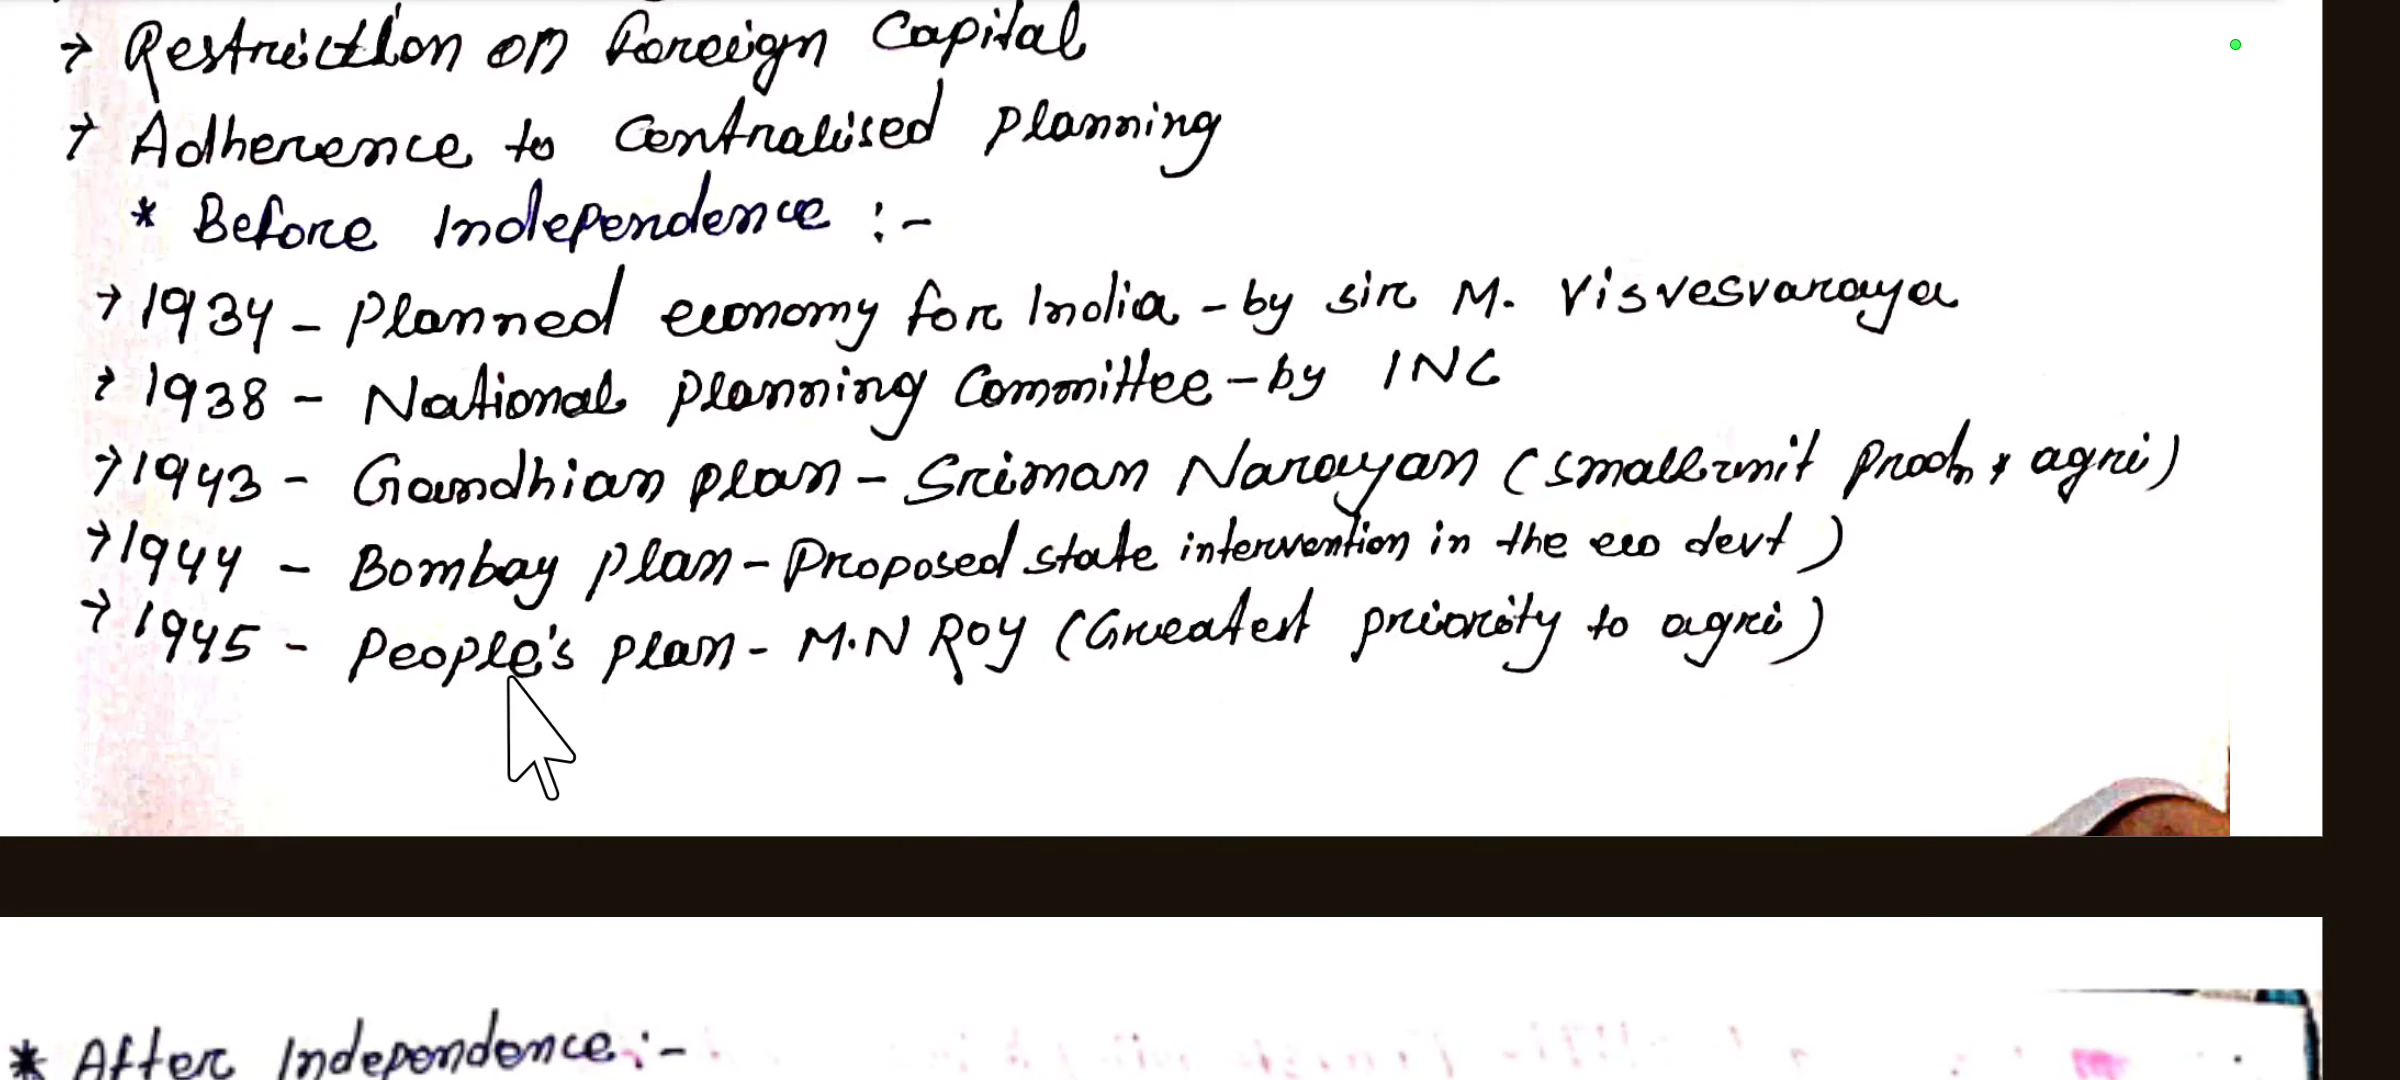 → Restriction on foreign Capital
→ Adherence to Centralised planning
* Before Independence :-
→ 1934 - Planned economy for India - by sir M. Visvesvaraya
→ 1938 - National planning Committee - by INC
→ 1943 - Gandhian plan - Sriman Narayan (small unit Prodn, agri)
→ 1944 - Bombay plan - Proposed state intervention in the eco devt )
→ 1945 - People's plan - M.N Roy (Greatest priority to agri)
* After Independence :-